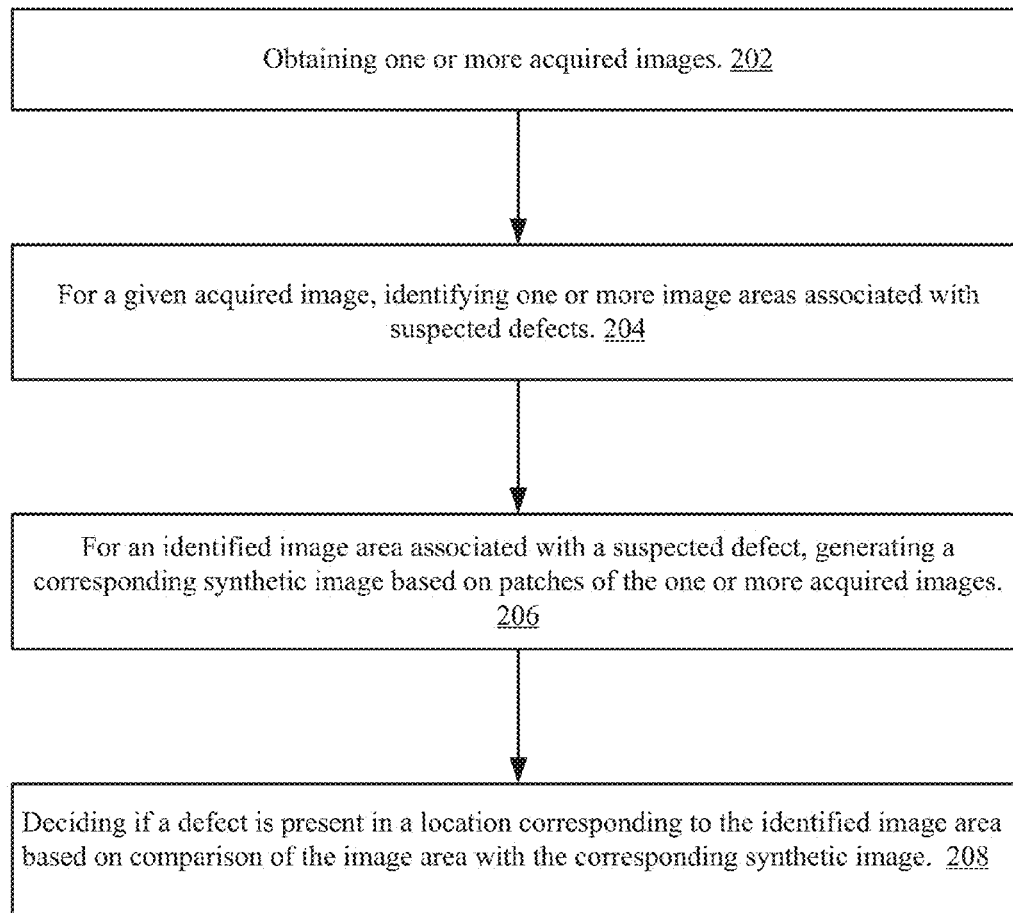 Obtaining one or more acquired images. 202
For a given acquired image, identifying one or more image areas associated with
suspected defects. 204
For an identified image area associated with a suspected defect, generating a
corresponding synthetic image based on patches of the one or more acquired images.
206
Deciding if a defect is present in a location corresponding to the identified image area
based on comparison of the image area with the corresponding synthetic image. 208